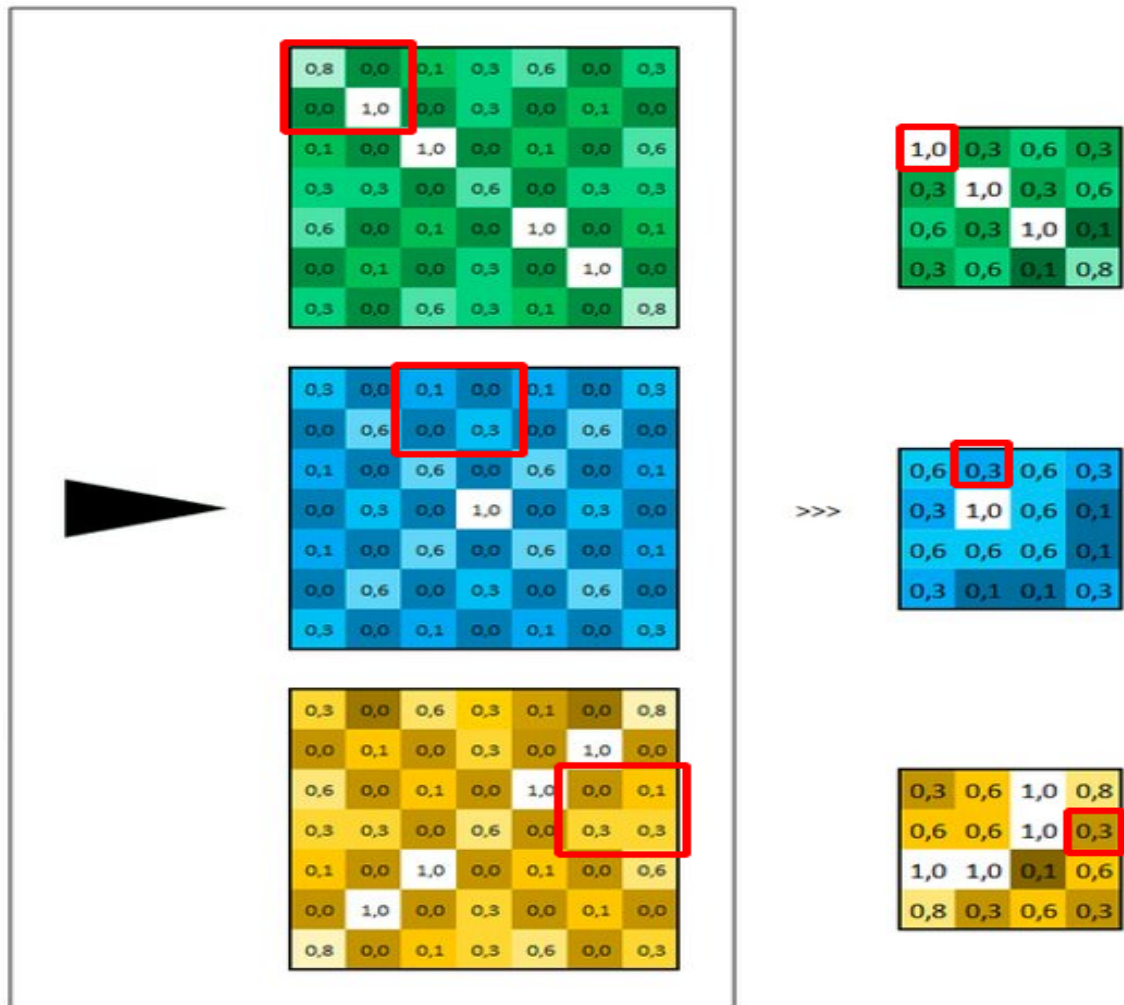 0,8 0,0 0,1 0,3 0,6 0,0 0,3
0,0 1,0 0,0 0,3 0,0 0,1 0,0
0,1 0,0 1,0 0,0 0,1 0,0 0,6
0,3 0,3 0,0 0,6 0,0 0,3 0,3
0,6 0,0 0,1 0,0 1,0 0,0 0,1
0,0 0,1 0,0 0,3 0,0 1,0 0,0
0,3 0,0 0,6 0,3 0,1 0,0 0,8
1,0 0,3 0,6 0,3
0,3 1,0 0,3 0,6
0,6 0,3 1,0 0,1
0,3 0,6 0,1 0,8
0,3 0,0 0,1 0,0 0,1 0,0 0,3
0,0 0,6 0,0 0,3 0,0 0,6 0,0
0,1 0,0 0,6 0,0 0,6 0,0 0,1
0,0 0,3 0,0 1,0 0,0 0,3 0,0
0,1 0,0 0,6 0,0 0,6 0,0 0,1
0,0 0,6 0,0 0,3 0,0 0,6 0,0
0,3 0,0 0,1 0,0 0,1 0,0 0,3
>>>
0,6 0,3 0,6 0,3
0,3 1,0 0,6 0,1
0,6 0,6 0,6 0,1
0,3 0,1 0,1 0,3
0,3 0,0 0,6 0,3 0,1 0,0 0,8
0,0 0,1 0,0 0,3 0,0 1,0 0,0
0,6 0,0 0,1 0,0 1,0 0,0 0,1
0,3 0,3 0,0 0,6 0,0 0,3 0,3
0,1 0,0 1,0 0,0 0,1 0,0 0,6
0,0 1,0 0,0 0,3 0,0 0,1 0,0
0,8 0,0 0,1 0,3 0,6 0,0 0,3
0,3 0,6 1,0 0,8
0,6 0,6 1,0 0,3
1,0 1,0 0,1 0,6
0,8 0,3 0,6 0,3